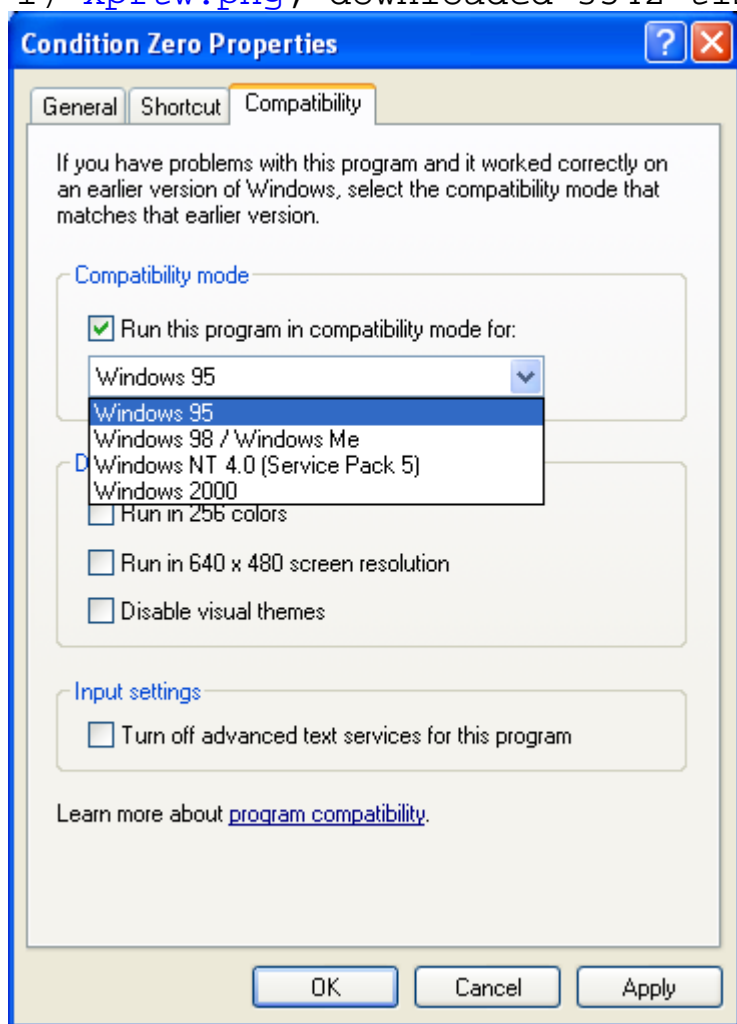 Condition Zero Properties
General Shortcut Compatibility
If you have problems with this program and it worked correctly on
an earlier version of Windows, select the compatibility mode that
matches that earlier version.
Compatibility mode
Run this program in compatibility mode for:
Windows 95
Windows 95
Windows 98 / Windows Me
Windows NT 4.0 (Service Pack 5)
Windows 2000
Run in 256 colors
Run in 640 x 480 screen resolution
Disable visual themes
Input settings
Turn off advanced text services for this program
Learn more about program compatibility.
OK Cancel Apply